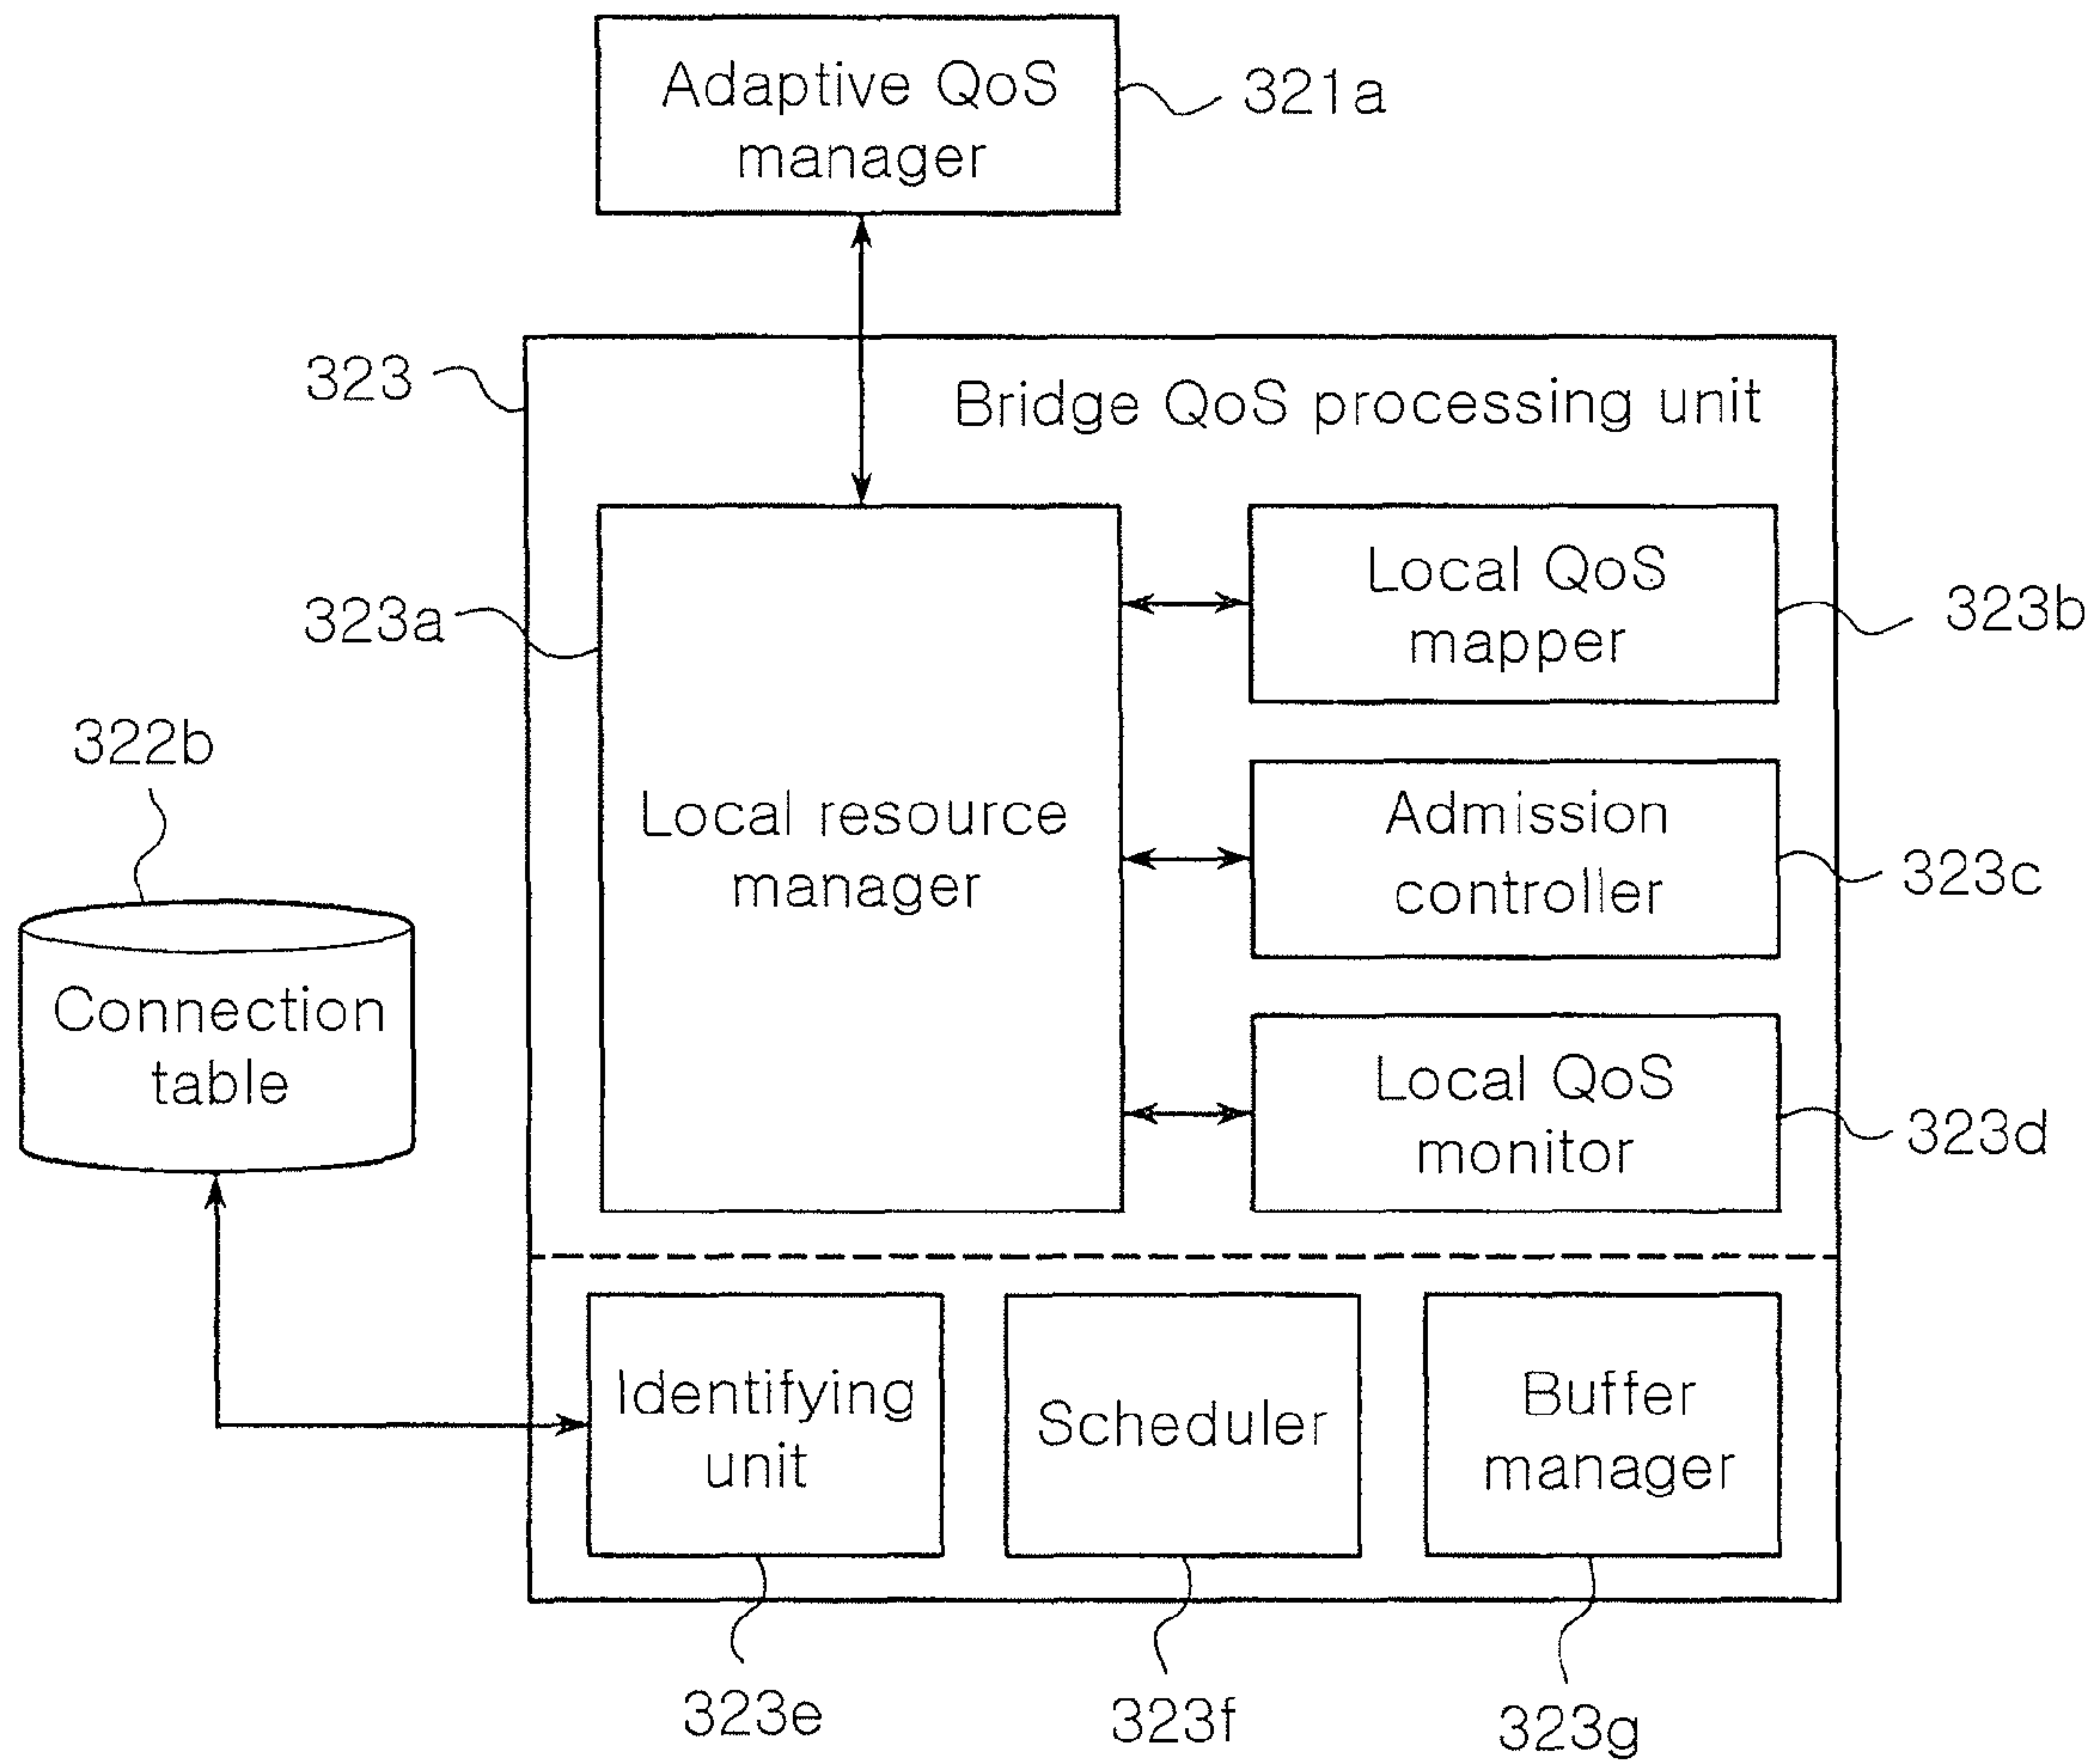 Adaptive QoS
manager
321a
323
Bridge QoS processing unit
323a
Local resource
manager
Local QoS
mapper
323b
Admission
controller
323c
Local QoS
monitor
323d
322b
Connection
table
Identifying
unit
Scheduler
Buffer
manager
323e
323f
323g